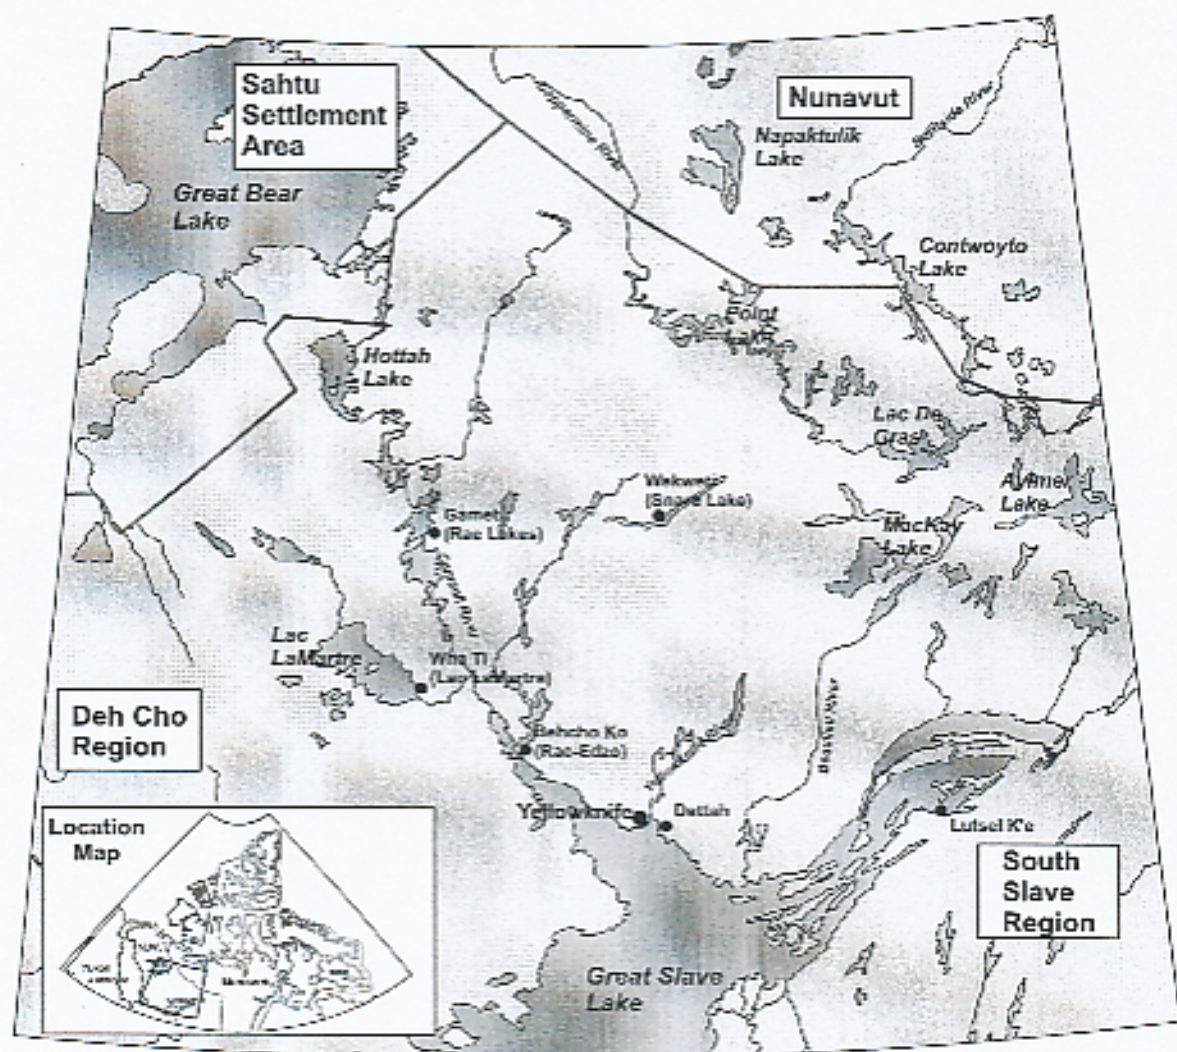 Sahtu
Settlement
Area
Nunavut
Napaktulik
Lake
Great Bear
Lake
Contwoyto
Lake
Point
Lake
Hottah
Lake
Lac De
Gras
Aylmer
Lake
Wekweti
(Snare Lake)
Gameti
(Rae Lakes)
MacKay
Lake
Lac
LaMartre
Wha Ti
(Lac LaMartre)
Deh Cho
Region
Behcho Ko
(Rae-Edzo)
Yellowknife
Dettah
Lutsel K'e
Location
Map
South
Slave
Region
Great Slave
Lake